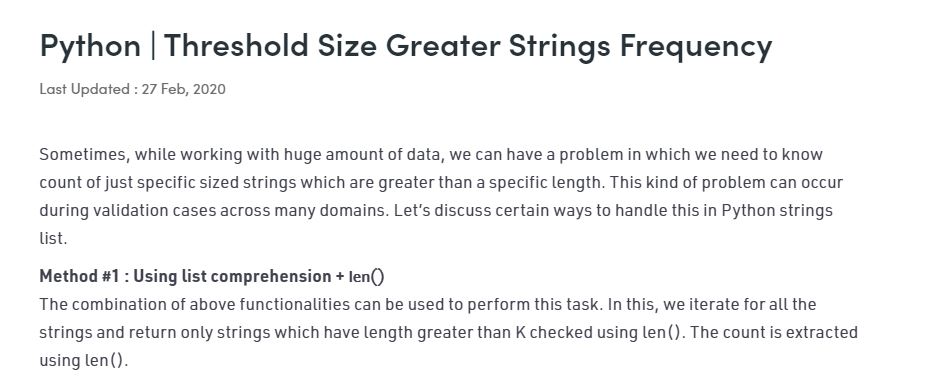 Python | Threshold Size Greater Strings Frequency
Last Updated : 27 Feb, 2020
Sometimes, while working with huge amount of data, we can have a problem in which we need to know
count of just specific sized strings which are greater than a specific length. This kind of problem can occur
during validation cases across many domains. Let’s discuss certain ways to handle this in Python strings
list.
Method #1 : Using list comprehension + len()
The combination of above functionalities can be used to perform this task. In this, we iterate for all the
strings and return only strings which have length greater than K checked using len(). The count is extracted
using len().